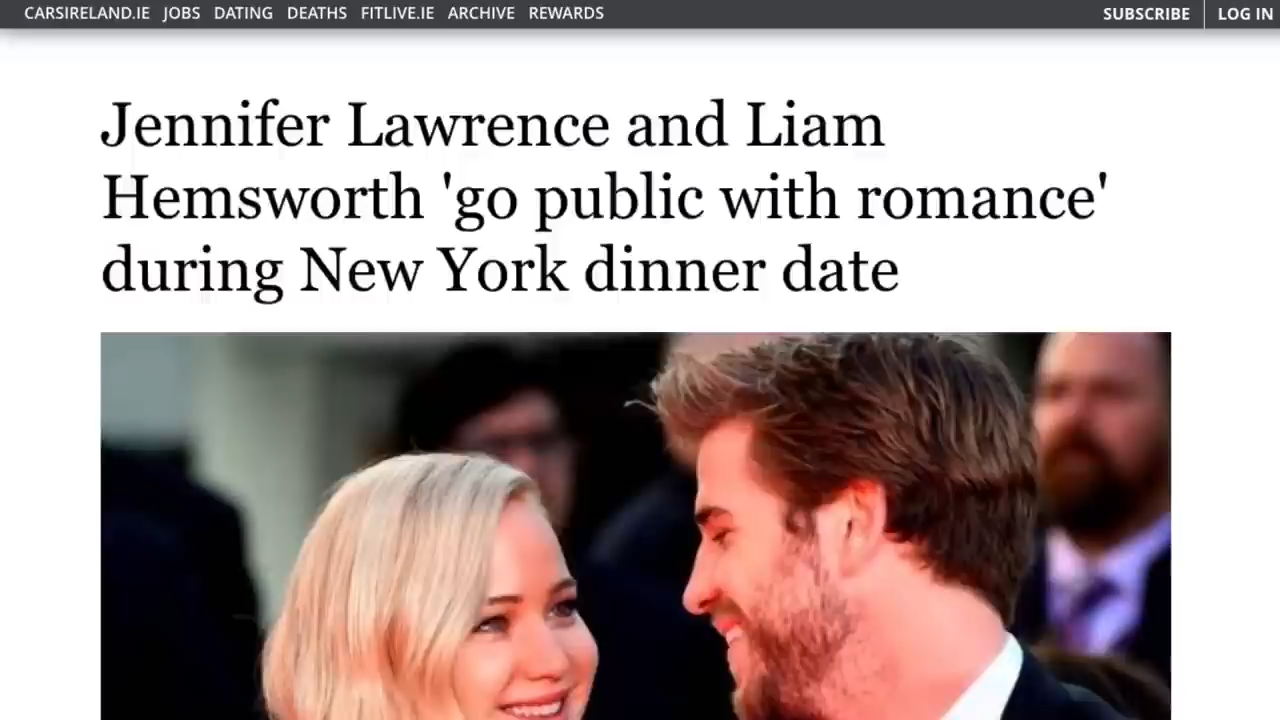 CARSIRELAND.IE JOBS DATING DEATHS FITLIVE.IE ARCHIVE REWARDS SUBSCRIBE LOG IN
Jennifer Lawrence and Liam
Hemsworth 'go public with romance'
during New York dinner date